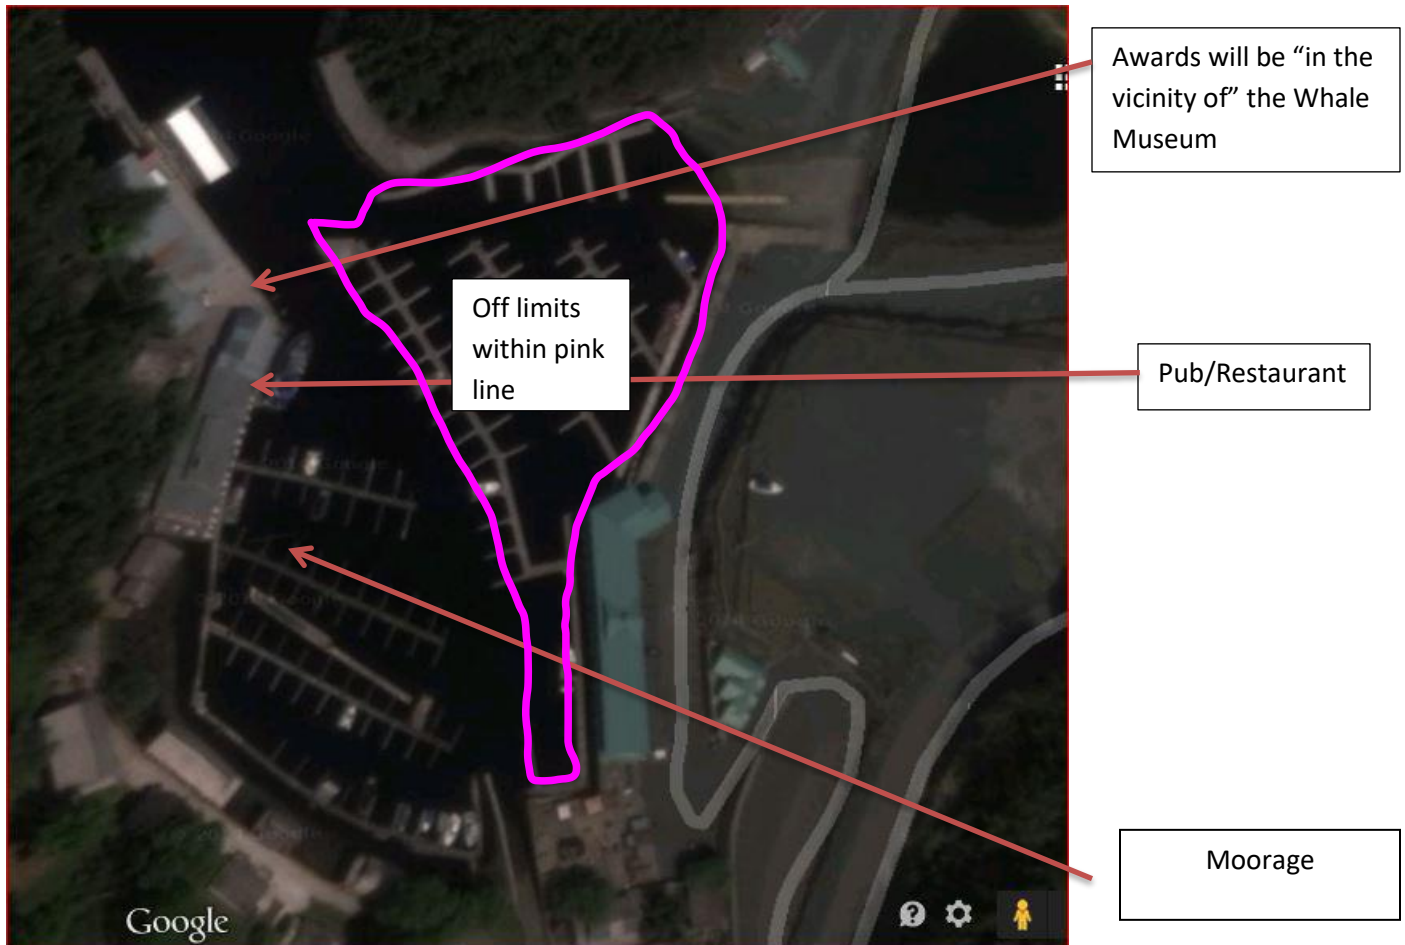 Awards will be “in the
vicinity of” the Whale
Museum
Off limits
within pink
line
Pub/Restaurant
Moorage
Google